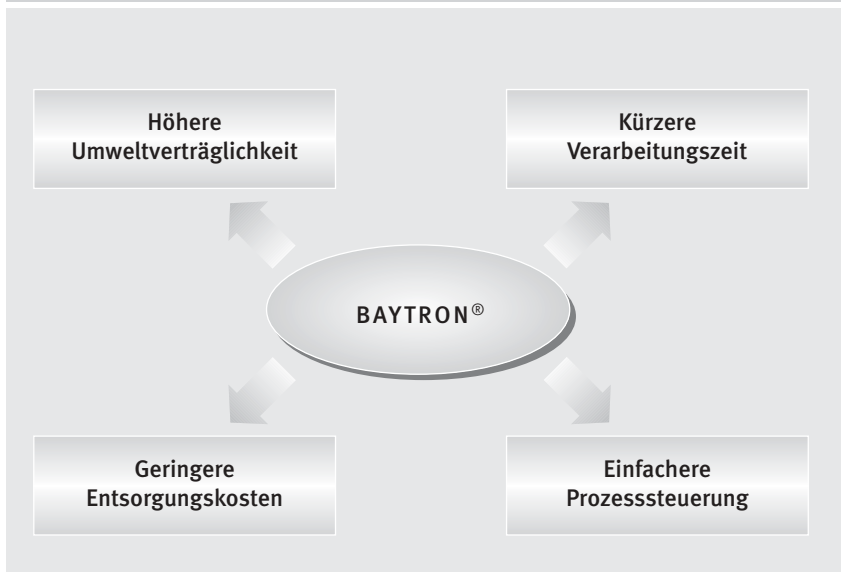 Höhere
Umweltverträglichkeit
Kürzere
Verarbeitungszeit
BAYTRON®
Geringere
Entsorgungskosten
Einfachere
Prozesssteuerung